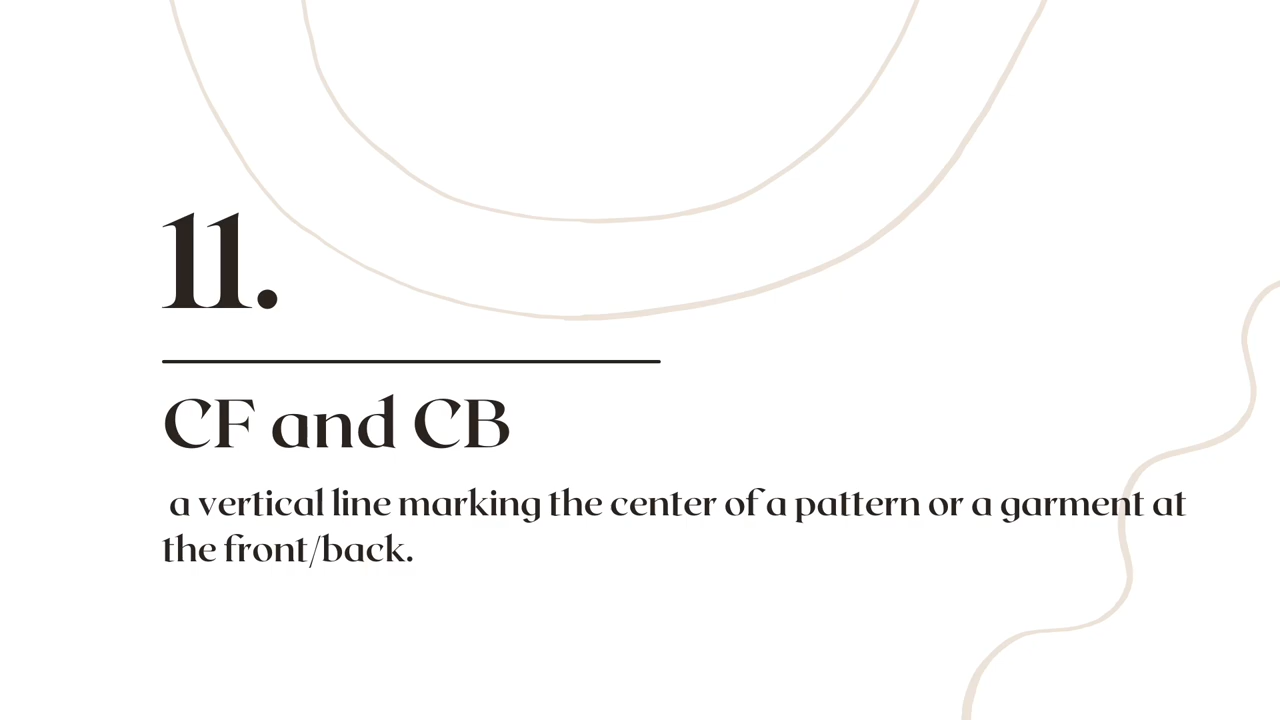 11.
CF and CB
a vertical line marking the center of a pattern or a garment at
the front/back.